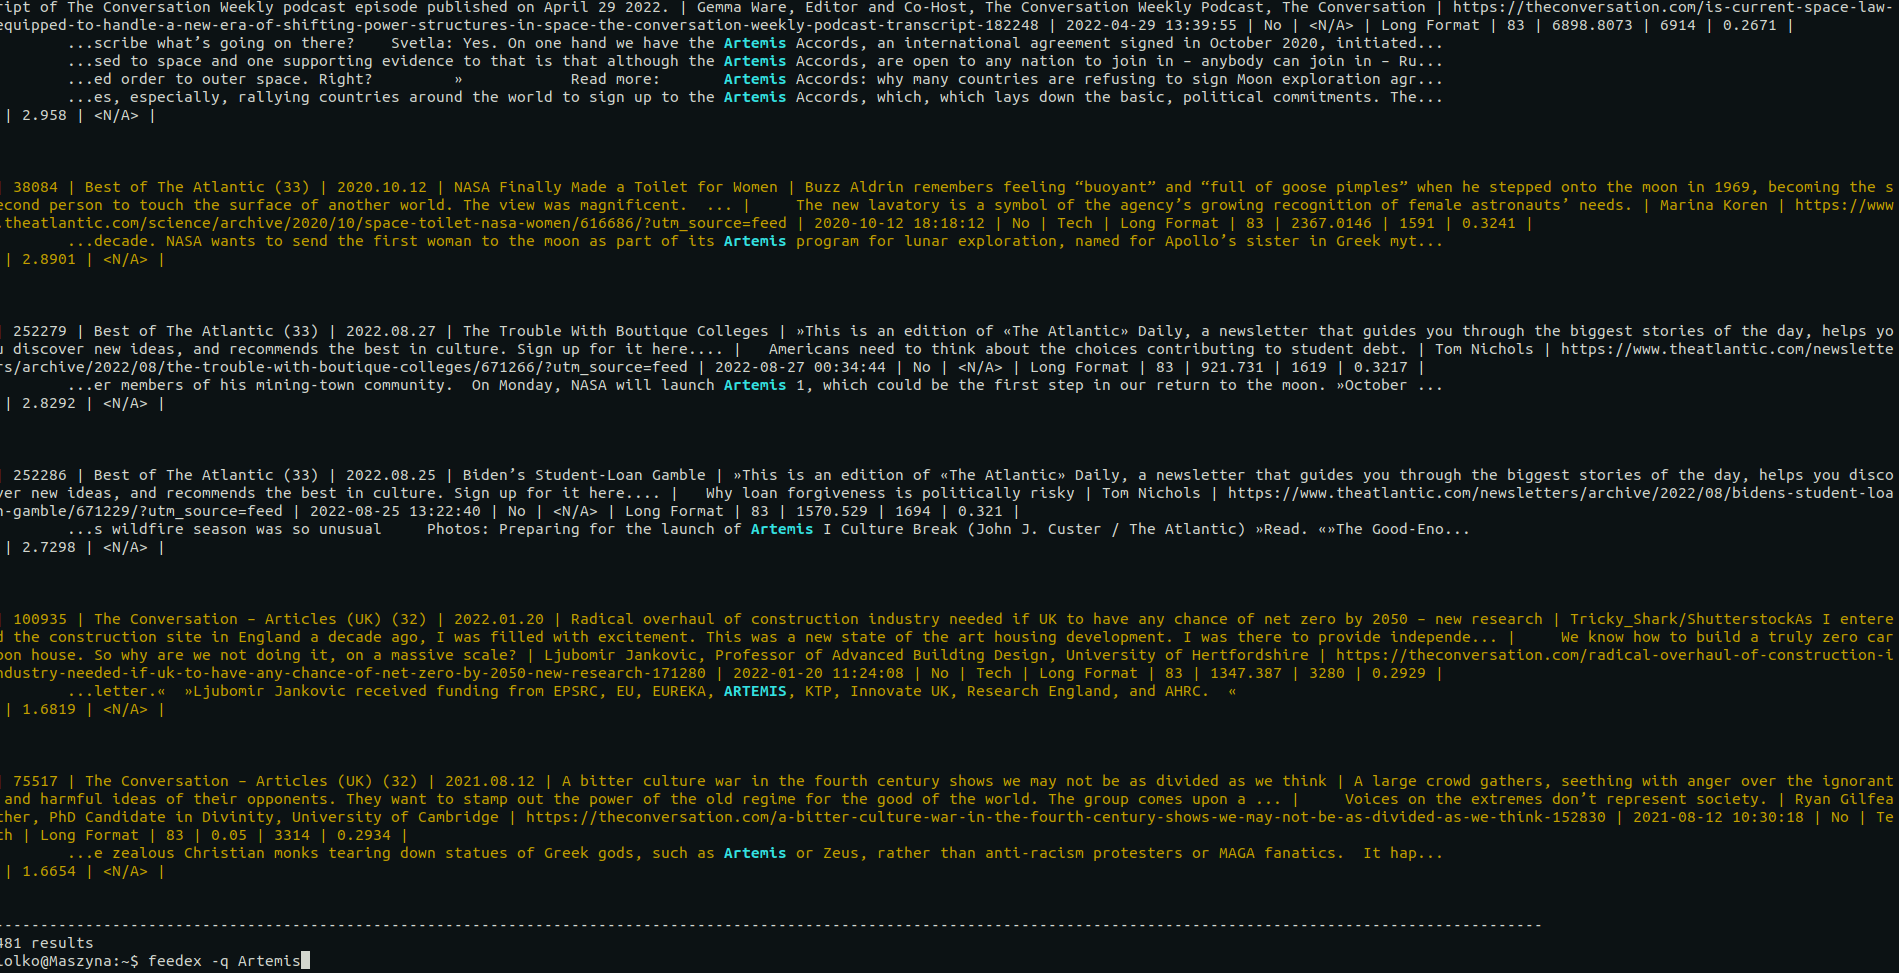 ript of The Conversation Weekly podcast episode published on April 29 2022. | Gemma Ware, Editor and Co-Host, The Conversation Weekly Podcast, The Conversation | https://theconversation.com/is-current-space-law-
equipped-to-handle-a-new-era-of-shifting-power-structures-in-space-the-conversation-weekly-podcast-transcript-182248 | 2022-04-29 13:39:55 | No | <N/A> | Long Format | 83 | 6898.8073 | 6914 | 0.2671 |
...scribe what’s going on there?    Svetla: Yes. On one hand we have the Artemis Accords, an international agreement signed in October 2020, initiated...
...sed to space and one supporting evidence to that is that although the Artemis Accords, are open to any nation to join in – anybody can join in – Ru...
...ed order to outer space. Right?         »            Read more:       Artemis Accords: why many countries are refusing to sign Moon exploration agr...
...es, especially, rallying countries around the world to sign up to the Artemis Accords, which, which lays down the basic, political commitments. The...
| 2.958 | <N/A> |
| 38084 | Best of The Atlantic (33) | 2020.10.12 | NASA Finally Made a Toilet for Women | Buzz Aldrin remembers feeling “buoyant” and “full of goose pimples” when he stepped onto the moon in 1969, becoming the s
econd person to touch the surface of another world. The view was magnificent.  ... |     The new lavatory is a symbol of the agency’s growing recognition of female astronauts’ needs. | Marina Koren | https://www
.theatlantic.com/science/archive/2020/10/space-toilet-nasa-women/616686/?utm_source=feed | 2020-10-12 18:18:12 | No | Tech | Long Format | 83 | 2367.0146 | 1591 | 0.3241 |
...decade. NASA wants to send the first woman to the moon as part of its Artemis program for lunar exploration, named for Apollo’s sister in Greek myt...
| 2.8901 | <N/A> |
| 252279 | Best of The Atlantic (33) | 2022.08.27 | The Trouble With Boutique Colleges | »This is an edition of «The Atlantic» Daily, a newsletter that guides you through the biggest stories of the day, helps yo
u discover new ideas, and recommends the best in culture. Sign up for it here.... |   Americans need to think about the choices contributing to student debt. | Tom Nichols | https://www.theatlantic.com/newslette
rs/archive/2022/08/the-trouble-with-boutique-colleges/671266/?utm_source=feed | 2022-08-27 00:34:44 | No | <N/A> | Long Format | 83 | 921.731 | 1619 | 0.3217 |
...er members of his mining-town community.  On Monday, NASA will launch Artemis 1, which could be the first step in our return to the moon. »October ...
| 2.8292 | <N/A> |
| 252286 | Best of The Atlantic (33) | 2022.08.25 | Biden’s Student-Loan Gamble | »This is an edition of «The Atlantic» Daily, a newsletter that guides you through the biggest stories of the day, helps you disco
ver new ideas, and recommends the best in culture. Sign up for it here.... |   Why loan forgiveness is politically risky | Tom Nichols | https://www.theatlantic.com/newsletters/archive/2022/08/bidens-student-loa
n-gamble/671229/?utm_source=feed | 2022-08-25 13:22:40 | No | <N/A> | Long Format | 83 | 1570.529 | 1694 | 0.321 |
...s wildfire season was so unusual     Photos: Preparing for the launch of Artemis I Culture Break (John J. Custer / The Atlantic) »Read. «»The Good-Eno...
| 2.7298 | <N/A> |
| 100935 | The Conversation – Articles (UK) (32) | 2022.01.20 | Radical overhaul of construction industry needed if UK to have any chance of net zero by 2050 – new research | Tricky_Shark/ShutterstockAs I entere
d the construction site in England a decade ago, I was filled with excitement. This was a new state of the art housing development. I was there to provide independe... |     We know how to build a truly zero car
bon house. So why are we not doing it, on a massive scale? | Ljubomir Jankovic, Professor of Advanced Building Design, University of Hertfordshire | https://theconversation.com/radical-overhaul-of-construction-i
ndustry-needed-if-uk-to-have-any-chance-of-net-zero-by-2050-new-research-171280 | 2022-01-20 11:24:08 | No | Tech | Long Format | 83 | 1347.387 | 3280 | 0.2929 |
...letter.«  »Ljubomir Jankovic received funding from EPSRC, EU, EUREKA, ARTEMIS, KTP, Innovate UK, Research England, and AHRC.  «
| 1.6819 | <N/A> |
| 75517 | The Conversation – Articles (UK) (32) | 2021.08.12 | A bitter culture war in the fourth century shows we may not be as divided as we think | A large crowd gathers, seething with anger over the ignorant
and harmful ideas of their opponents. They want to stamp out the power of the old regime for the good of the world. The group comes upon a ... |     Voices on the extremes don’t represent society. | Ryan Gilfea
ther, PhD Candidate in Divinity, University of Cambridge | https://theconversation.com/a-bitter-culture-war-in-the-fourth-century-shows-we-may-not-be-as-divided-as-we-think-152830 | 2021-08-12 10:30:18 | No | Te
ch | Long Format | 83 | 0.05 | 3314 | 0.2934 |
...e zealous Christian monks tearing down statues of Greek gods, such as Artemis or Zeus, rather than anti-racism protesters or MAGA fanatics.  It hap...
| 1.6654 | <N/A> |
481 results
lolko@Maszyna:~$ feedex -q Artemis